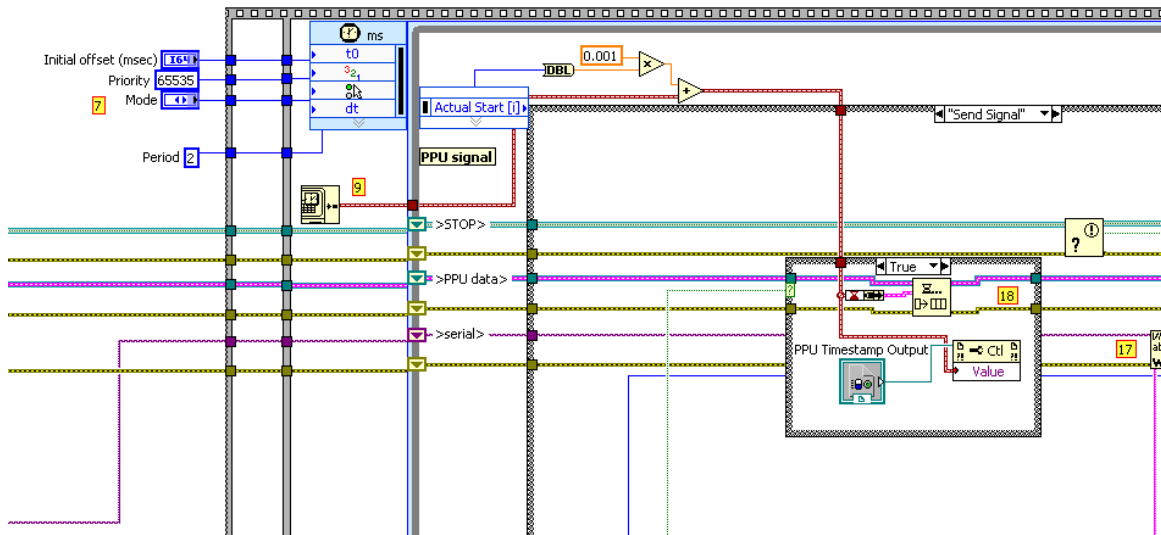 ms
Initial offset (msec)
I64
t0
Priority
65535
Mode
7
dt
Period
2
0.001
DBL
Actual Start [i]
"Send Signal"
PPU signal
9
>STOP>
?
True
>PPU data>
?
18
>serial>
PPU Timestamp Output
Ctl
Value
17